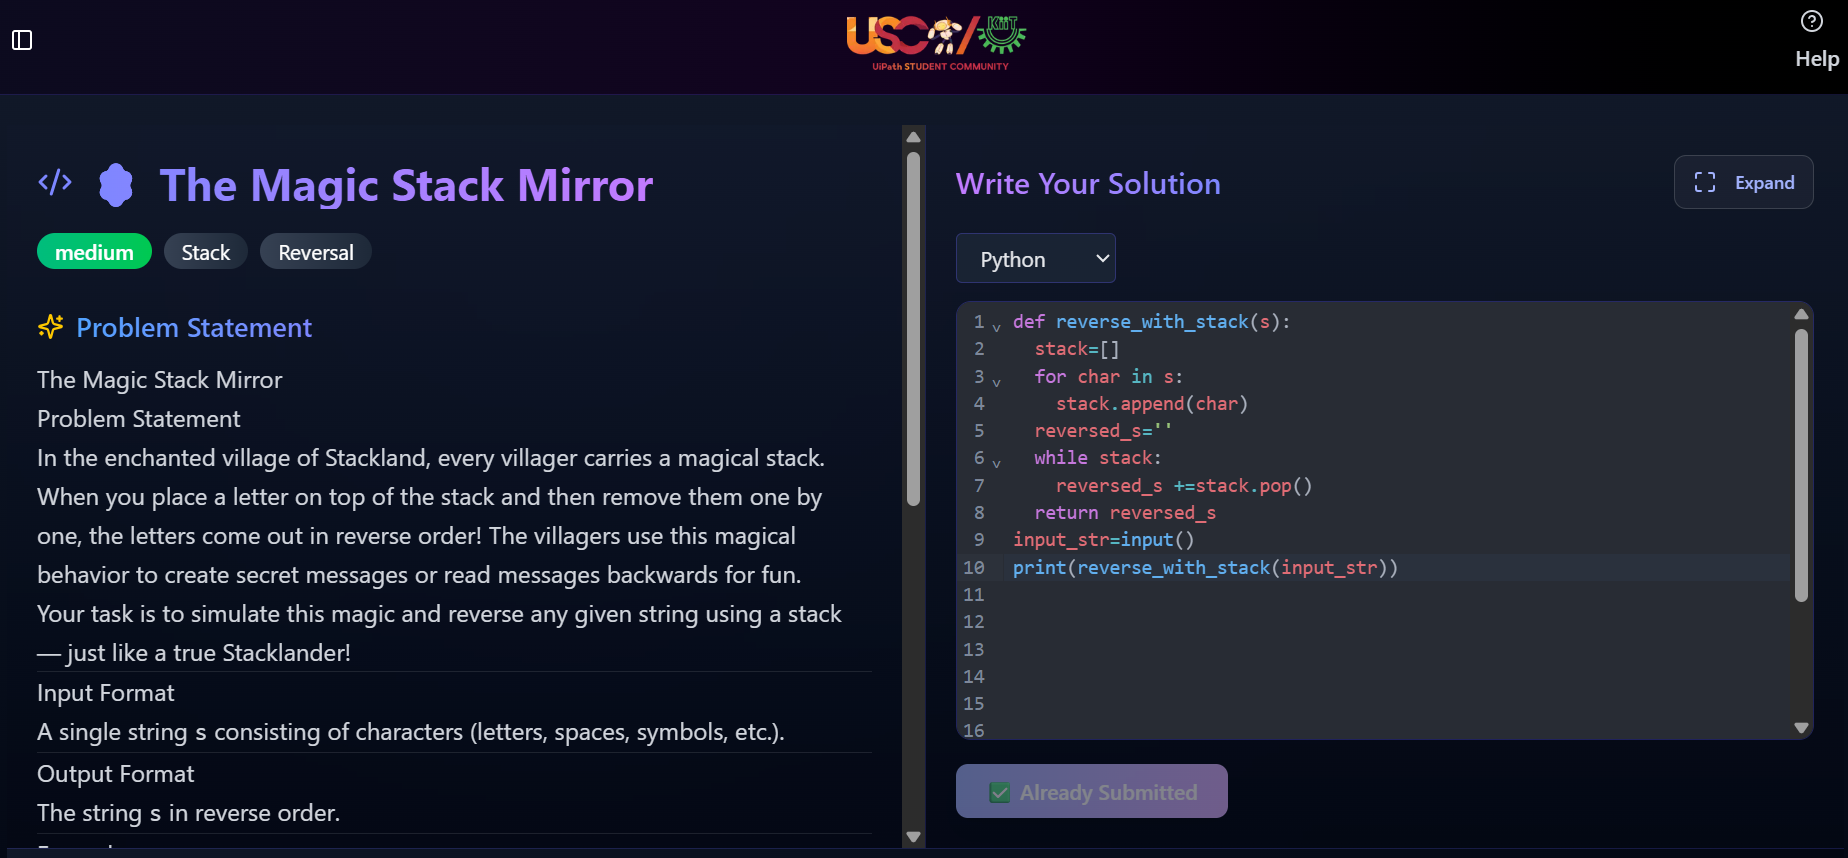 USC/KiiT
UiPath STUDENT COMMUNITY
Help
</> The Magic Stack Mirror
medium Stack Reversal
Problem Statement
The Magic Stack Mirror
Problem Statement
In the enchanted village of Stackland, every villager carries a magical stack.
When you place a letter on top of the stack and then remove them one by
one, the letters come out in reverse order! The villagers use this magical
behavior to create secret messages or read messages backwards for fun.
Your task is to simulate this magic and reverse any given string using a stack
— just like a true Stacklander!
Input Format
A single string s consisting of characters (letters, spaces, symbols, etc.).
Output Format
The string s in reverse order.
Write Your Solution
Expand
Python
1 def reverse_with_stack(s):
2 stack=[]
3 for char in s:
4 stack.append(char)
5 reversed_s=''
6 while stack:
7 reversed_s +=stack.pop()
8 return reversed_s
9 input_str=input()
10 print(reverse_with_stack(input_str))
11
12
13
14
15
16
Already Submitted